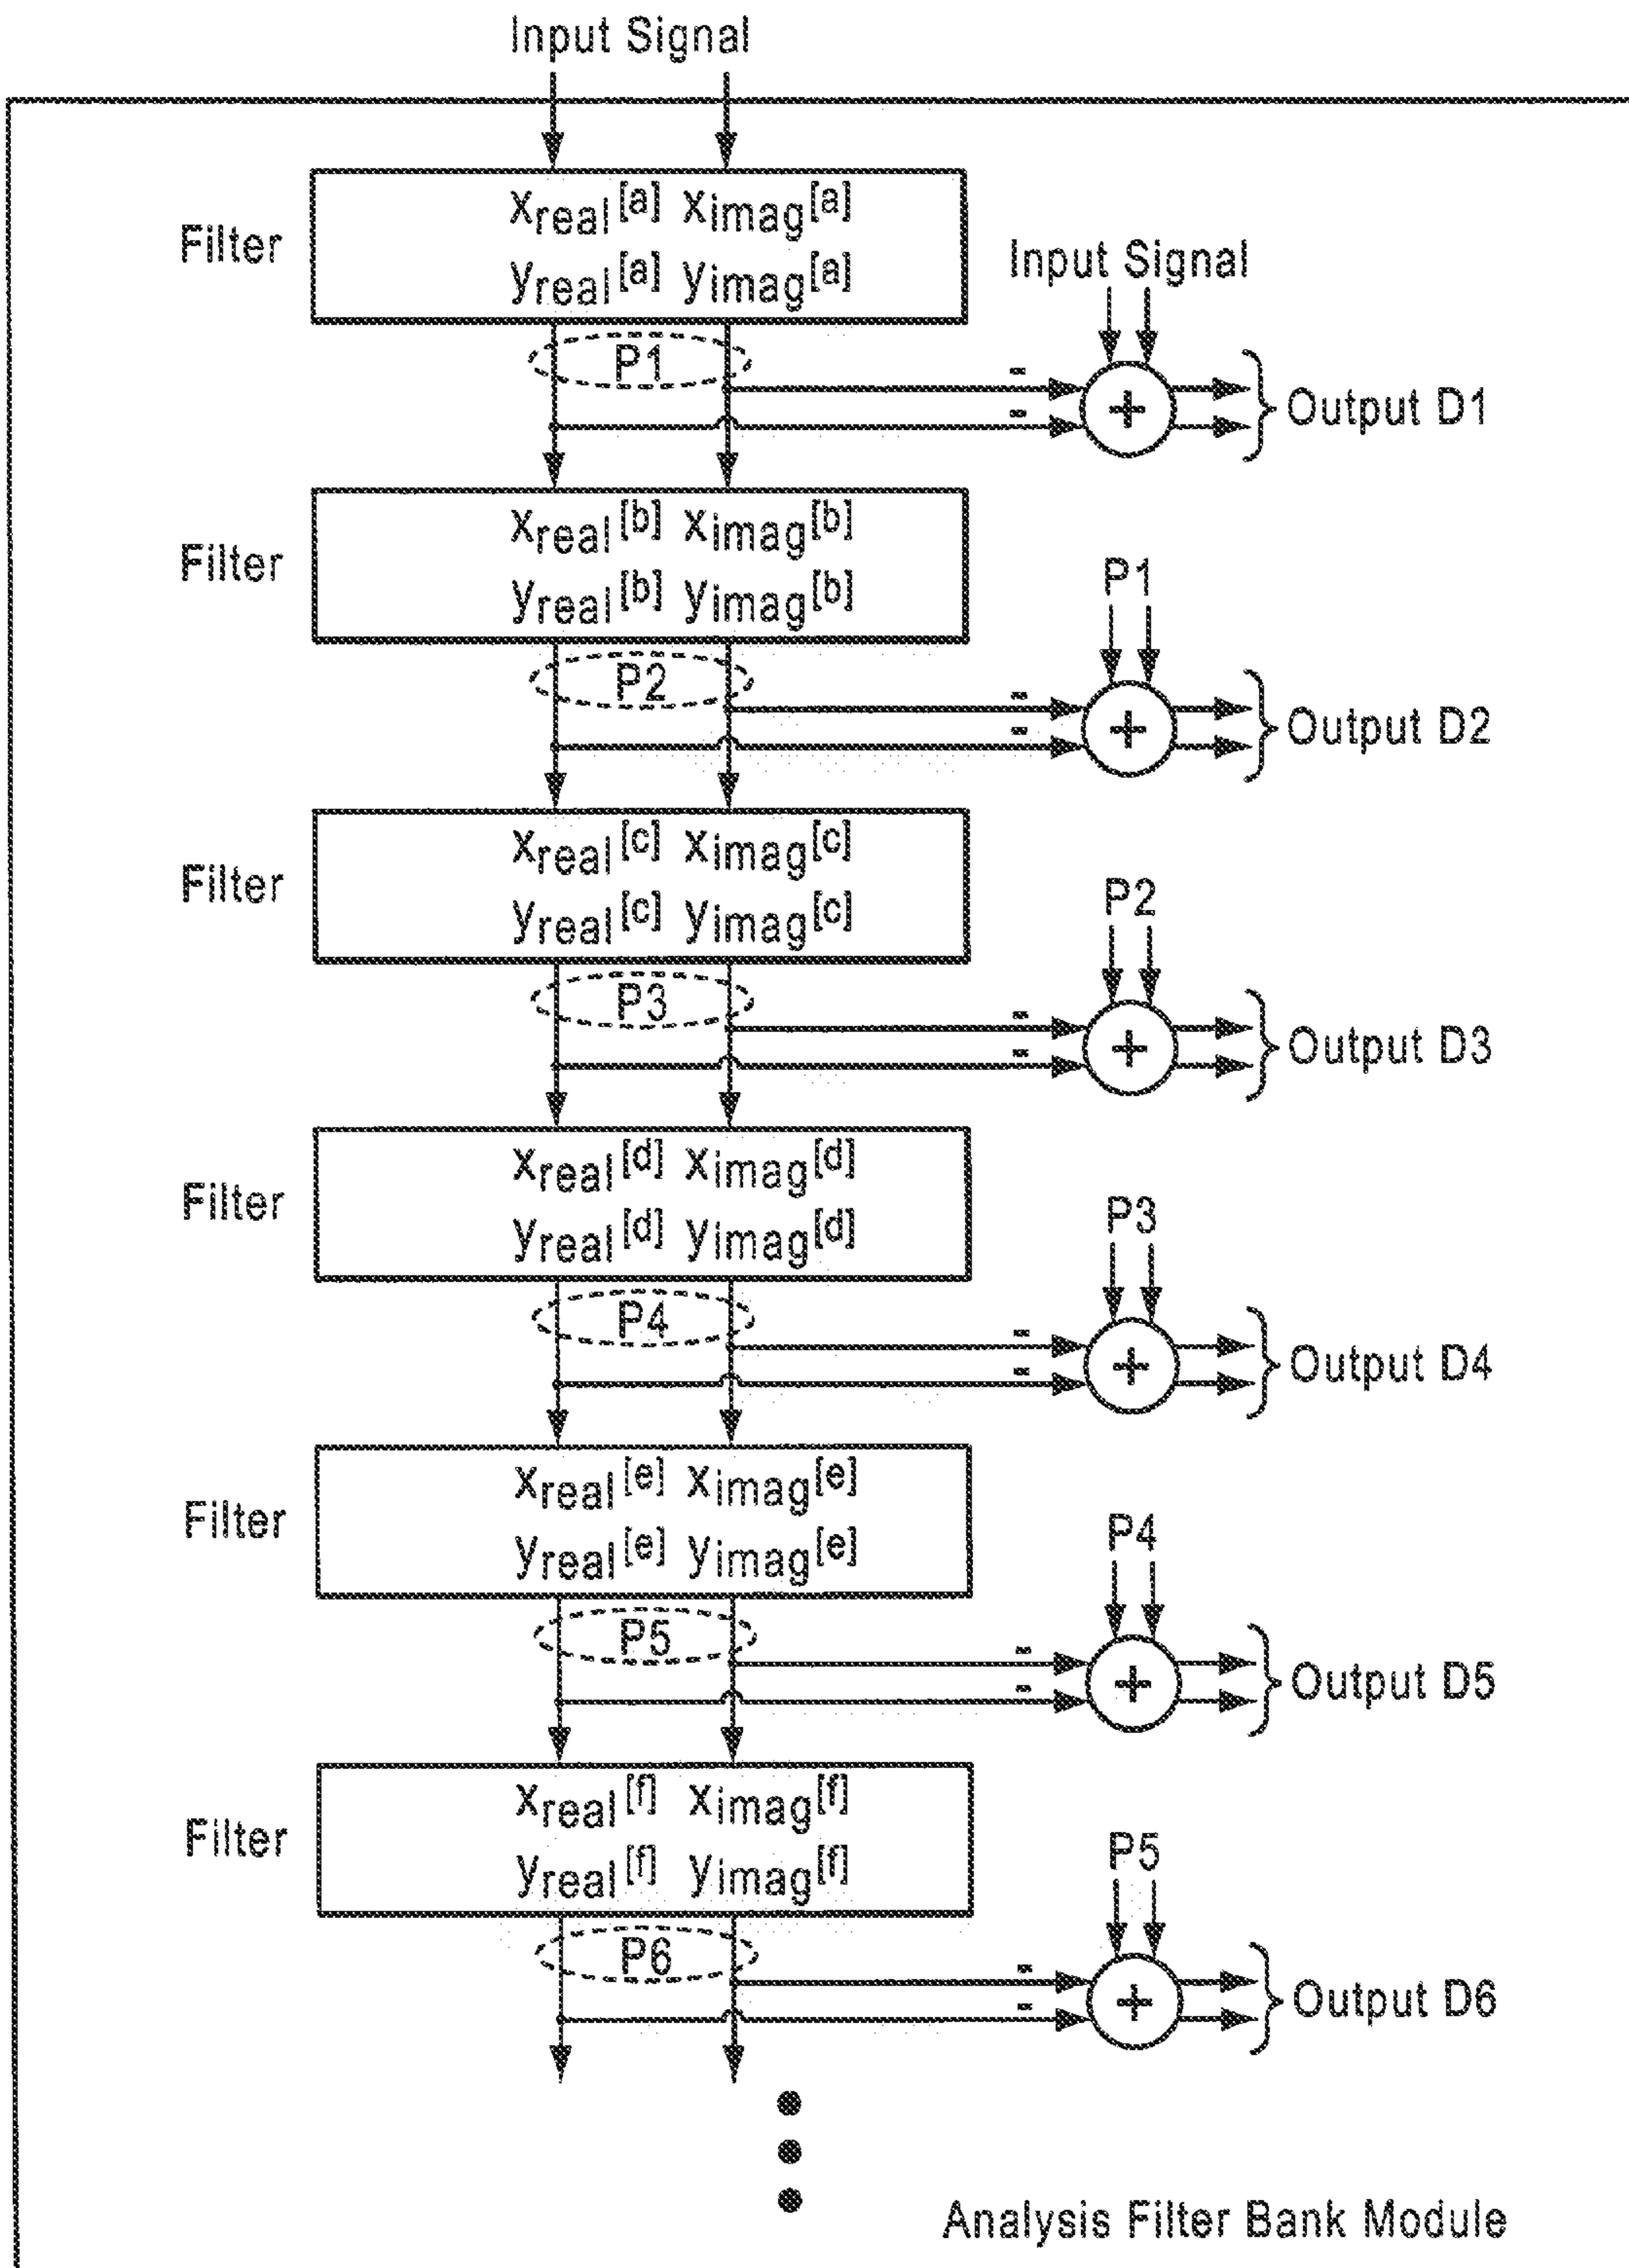 Input Signal
Filter
xreal[a] ximag[a]
yreal[a] yimag[a]
Input Signal
P1
-
-
+
Output D1
Filter
xreal[b] ximag[b]
yreal[b] yimag[b]
P1
P2
-
-
+
Output D2
Filter
xreal[c] ximag[c]
yreal[c] yimag[c]
P2
P3
-
-
+
Output D3
Filter
xreal[d] ximag[d]
yreal[d] yimag[d]
P3
P4
-
-
+
Output D4
Filter
xreal[e] ximag[e]
yreal[e] yimag[e]
P4
P5
-
-
+
Output D5
Filter
xreal[f] ximag[f]
yreal[f] yimag[f]
P5
P6
-
-
+
Output D6
Analysis Filter Bank Module